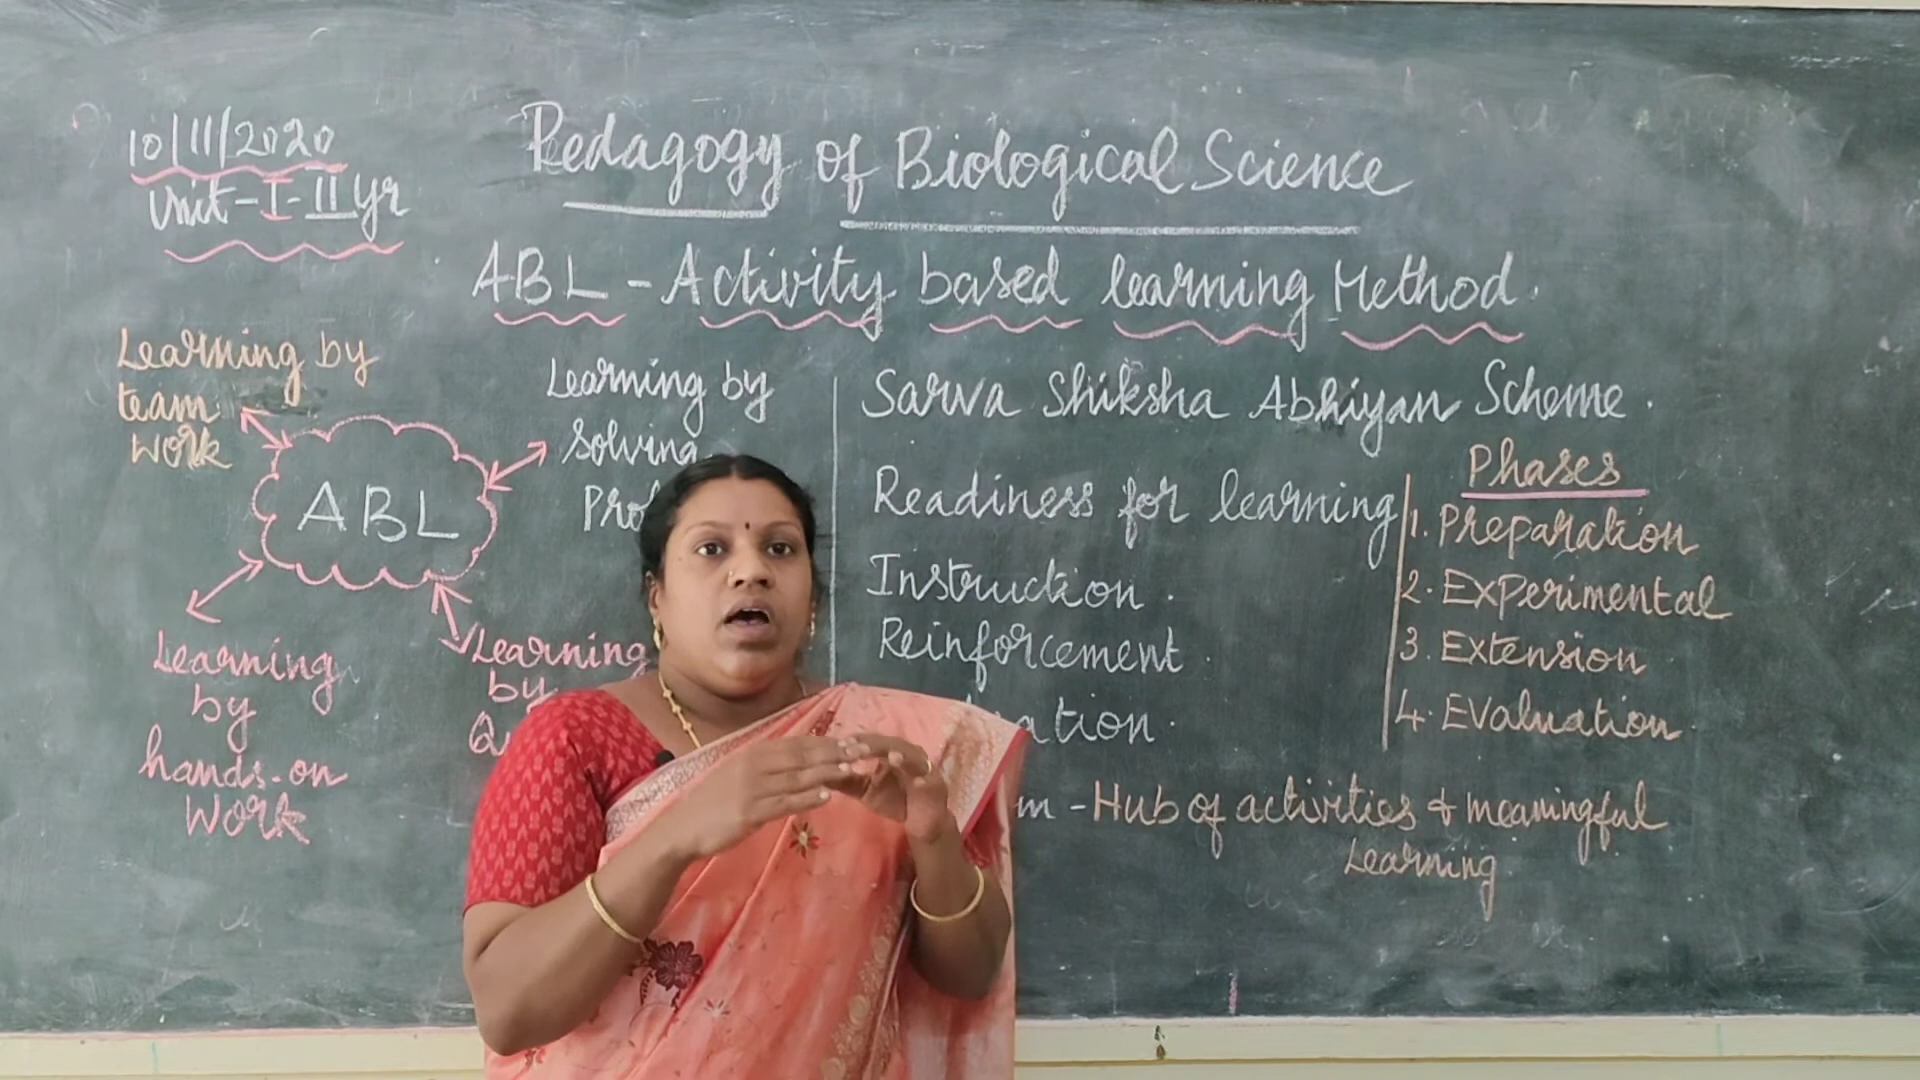 10/11/2020
Unit-I-II yr
Pedagogy of Biological Science
ABL - Activity based learning Method.
Learning by
team
Work
Learning by
Solving
ABL
Learning
by
hands-on
Work
Learning
by
Sarva Shiksha Abhiyan Scheme.
Readiness for learning
Instruction.
Reinforcement.
Phases
1. Preparation
2. Experimental
3. Extension
4. Evaluation.
- Hub of activities & meaningful
Learning.